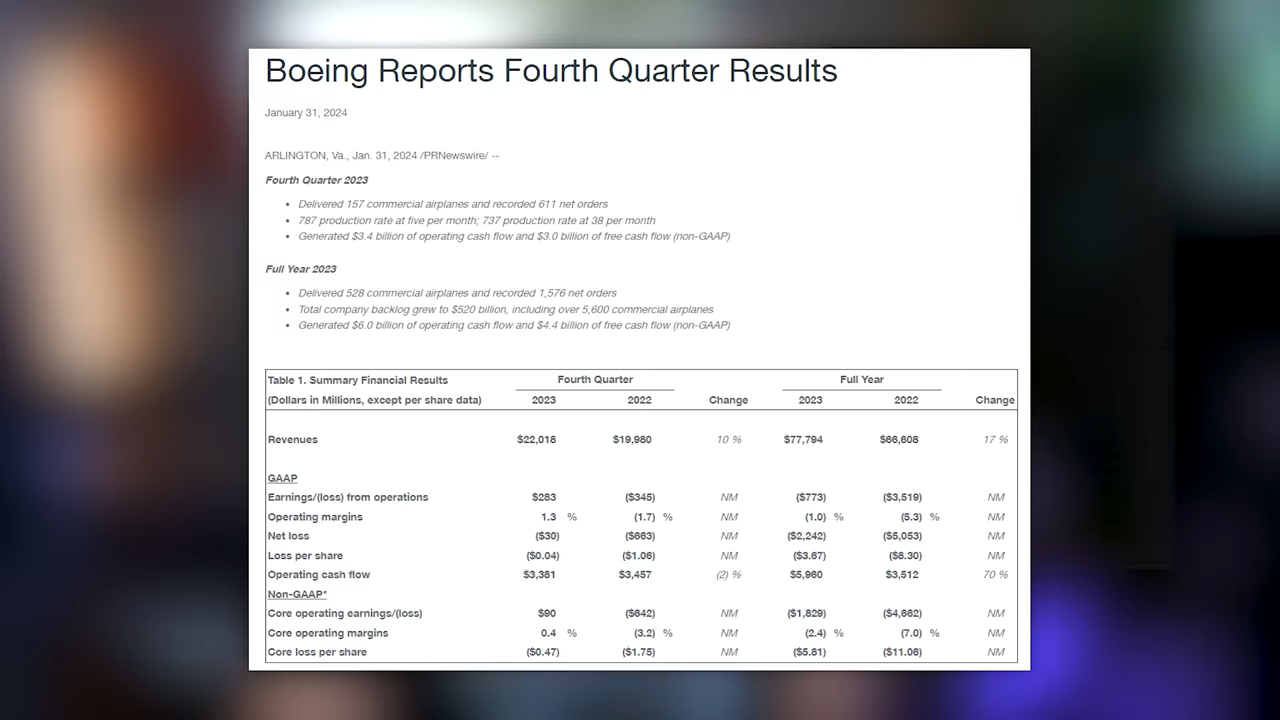 Boeing Reports Fourth Quarter Results
January 31, 2024
ARLINGTON, Va., Jan. 31, 2024 /PRNewswire/ --
Fourth Quarter 2023
• Delivered 157 commercial airplanes and recorded 611 net orders
• 787 production rate at five per month; 737 production rate at 38 per month
• Generated $3.4 billion of operating cash flow and $3.0 billion of free cash flow (non-GAAP)
Full Year 2023
• Delivered 528 commercial airplanes and recorded 1,576 net orders
• Total company backlog grew to $520 billion, including over 5,600 commercial airplanes
• Generated $6.0 billion of operating cash flow and $4.4 billion of free cash flow (non-GAAP)
Table 1. Summary Financial Results Fourth Quarter Full Year
(Dollars in Millions, except per share data) 2023 2022 Change 2023 2022 Change
Revenues $22,018 $19,980 10 % $77,794 $66,608 17 %
GAAP
Earnings/(loss) from operations $283 ($345) NM ($773) ($3,519) NM
Operating margins 1.3 % (1.7) % NM (1.0) % (5.3) % NM
Net loss ($30) ($663) NM ($2,242) ($5,053) NM
Loss per share ($0.04) ($1.06) NM ($3.67) ($8.30) NM
Operating cash flow $3,381 $3,457 (2) % $5,960 $3,512 70 %
Non-GAAP*
Core operating earnings/(loss) $90 ($642) NM ($1,829) ($4,662) NM
Core operating margins 0.4 % (3.2) % NM (2.4) % (7.0) % NM
Core loss per share ($0.47) ($1.75) NM ($5.81) ($11.06) NM